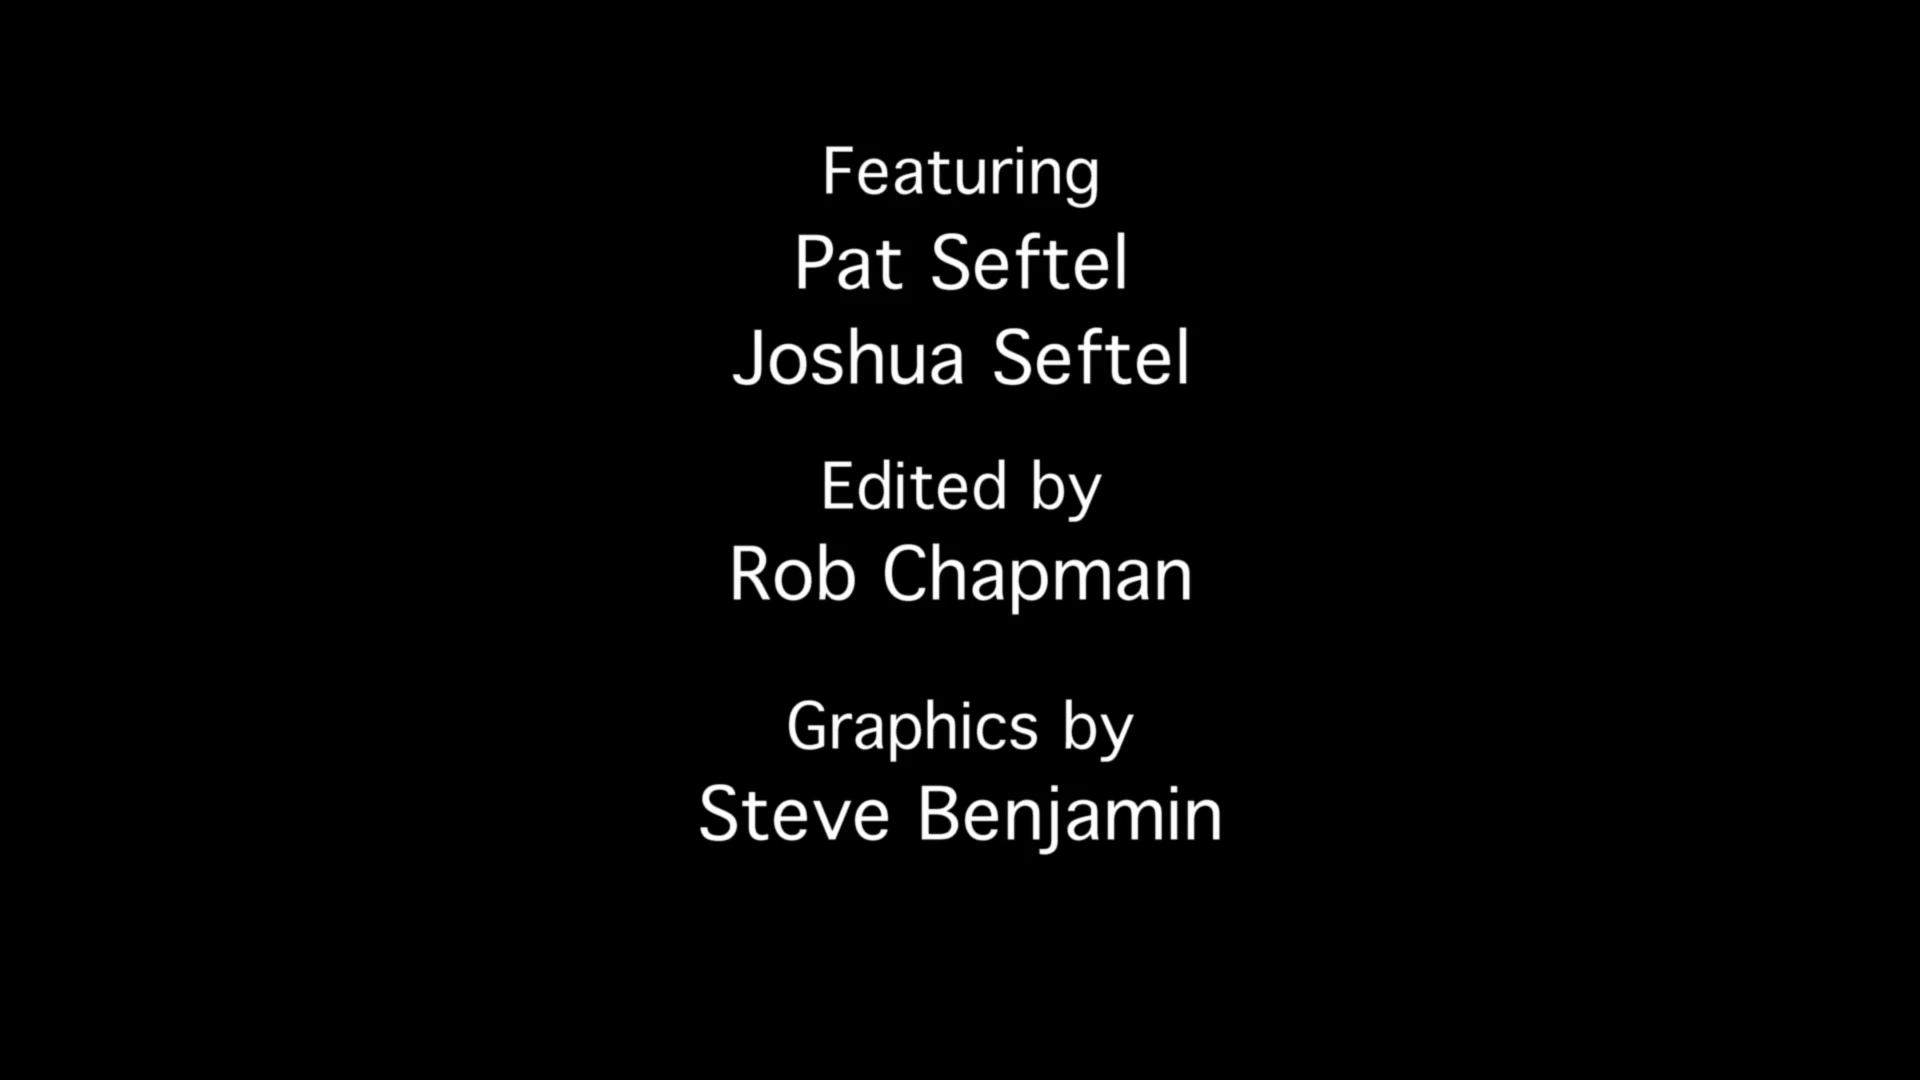 Featuring
Pat Seftel
Joshua Seftel
Edited by
Rob Chapman
Graphics by
Steve Benjamin